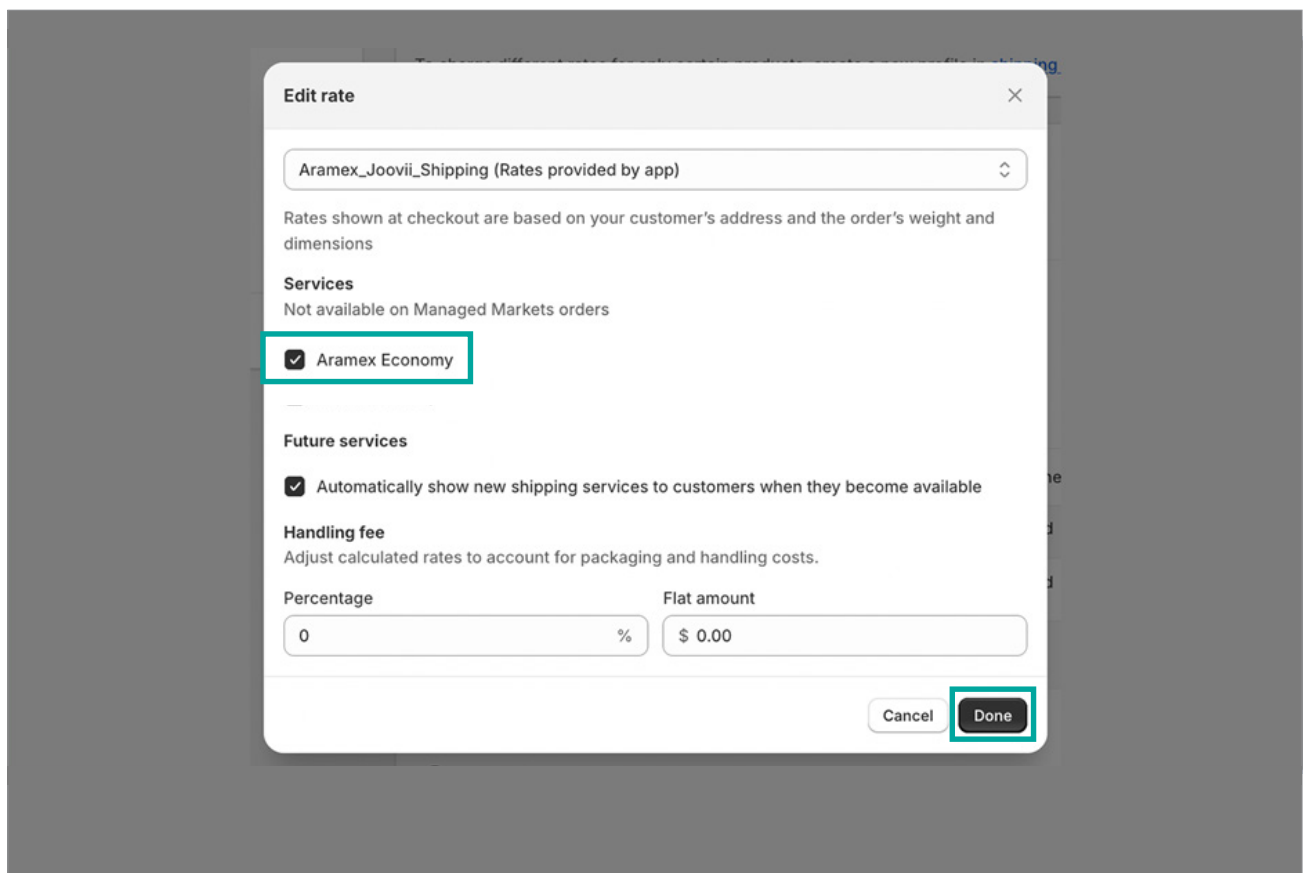 shipping
Edit rate
Aramex_Joovii_Shipping (Rates provided by app)
Rates shown at checkout are based on your customer's address and the order's weight and
dimensions
Services
Not available on Managed Markets orders
Aramex Economy
Future services
Automatically show new shipping services to customers when they become available
Handling fee
Adjust calculated rates to account for packaging and handling costs.
Percentage
Flat amount
0 %
$ 0.00
Cancel
Done